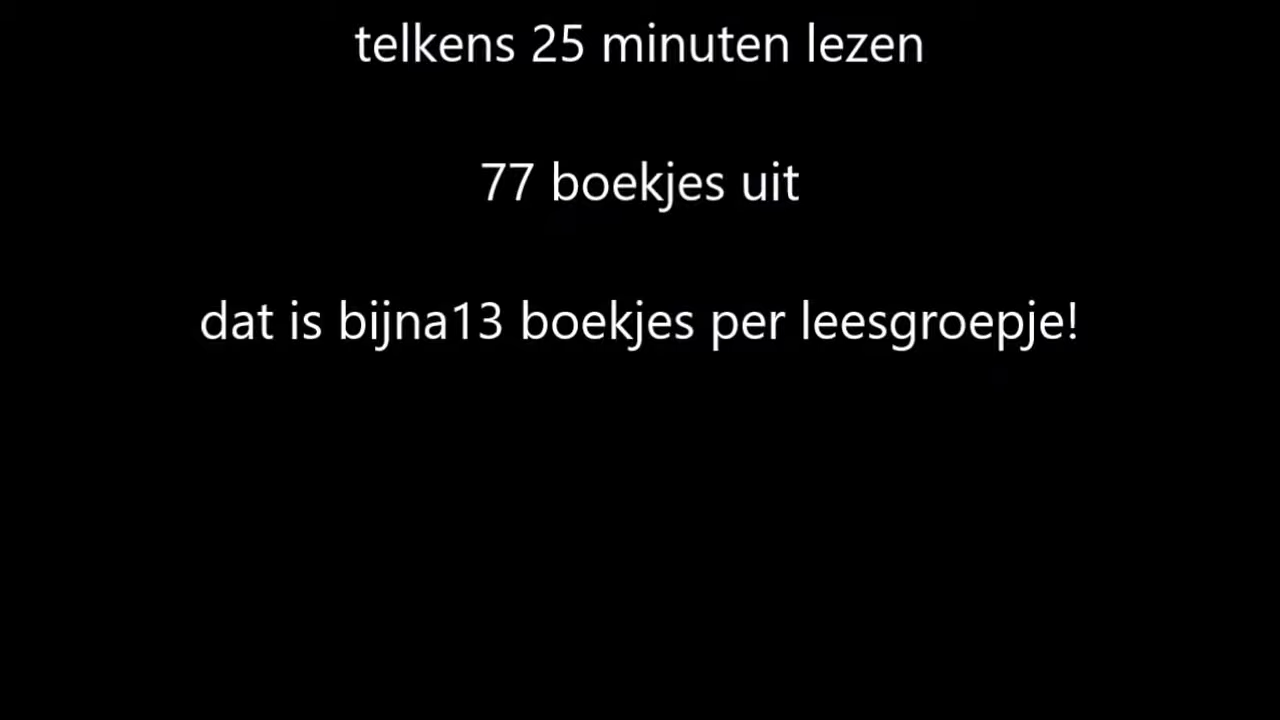 telkens 25 minuten lezen
77 boekjes uit
dat is bijna13 boekjes per leesgroepje!